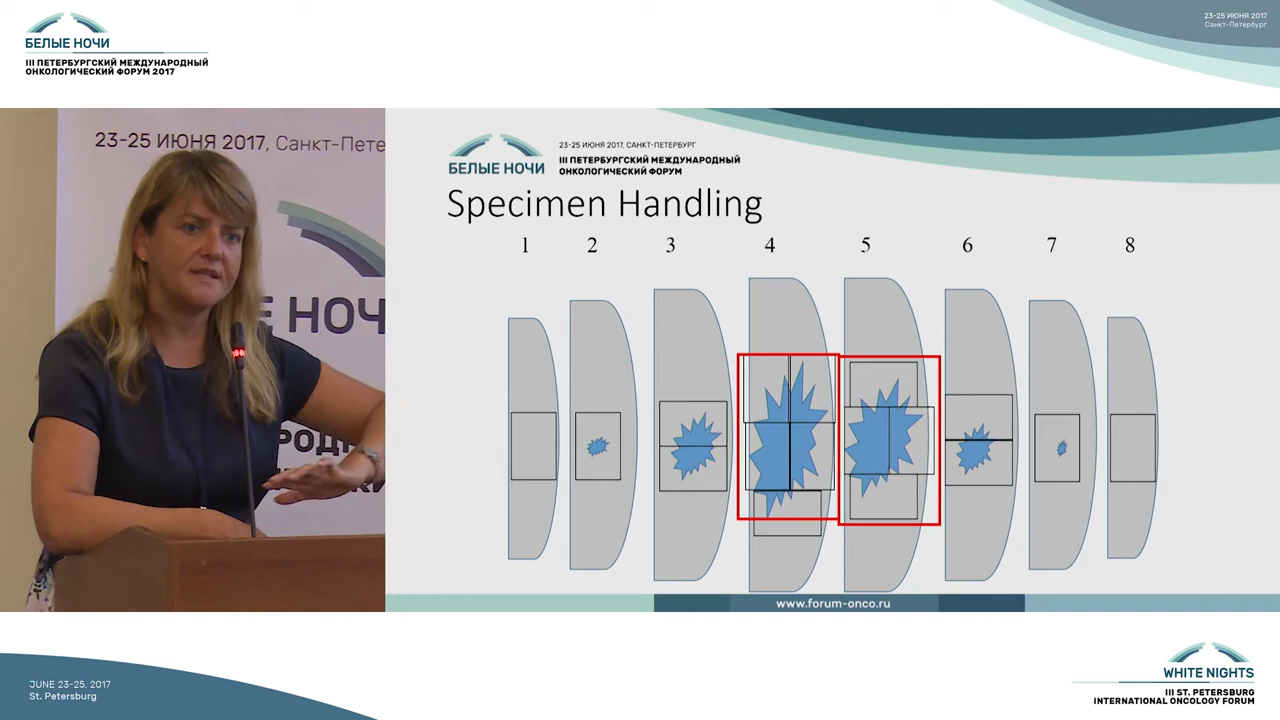 БЕЛЫЕ НОЧИ
III ПЕТЕРБУРГСКИЙ МЕЖДУНАРОДНЫЙ
ОНКОЛОГИЧЕСКИЙ ФОРУМ 2017
23-25 ИЮНЯ 2017
Санкт-Петербург
23-25 ИЮНЯ 2017, Санкт-Пете
Е НОЧ
РОД
КИ
23-25 ИЮНЯ 2017, САНКТ-ПЕТЕРБУРГ
БЕЛЫЕ НОЧИ
III ПЕТЕРБУРГСКИЙ МЕЖДУНАРОДНЫЙ
ОНКОЛОГИЧЕСКИЙ ФОРУМ
Specimen Handling
1 2 3 4 5 6 7 8
www.forum-onco.ru
JUNE 23-25, 2017
St. Petersburg
WHITE NIGHTS
III ST. PETERSBURG
INTERNATIONAL ONCOLOGY FORUM